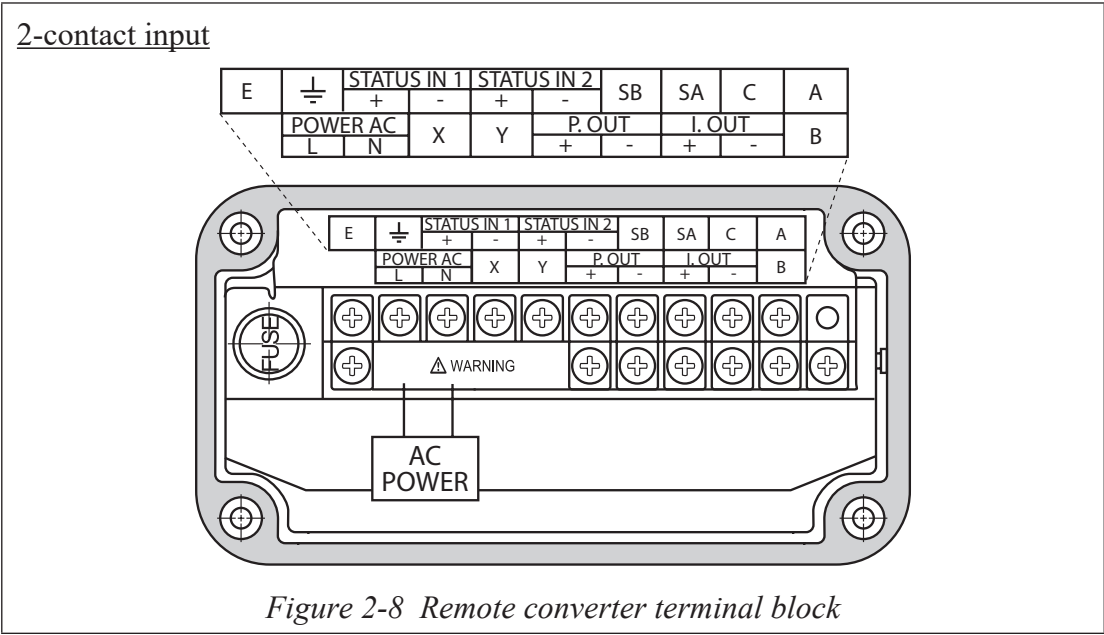 2-contact input
E ⏚ STATUS IN 1 STATUS IN 2 SB SA C A
+ - + -
POWER AC X Y P. OUT I. OUT B
L N + - + -
E ⏚ STATUS IN 1 STATUS IN 2 SB SA C A
+ - + -
POWER AC X Y P. OUT I. OUT B
L N + - + -
FUSE
⚠ WARNING
AC
POWER
Figure 2-8 Remote converter terminal block